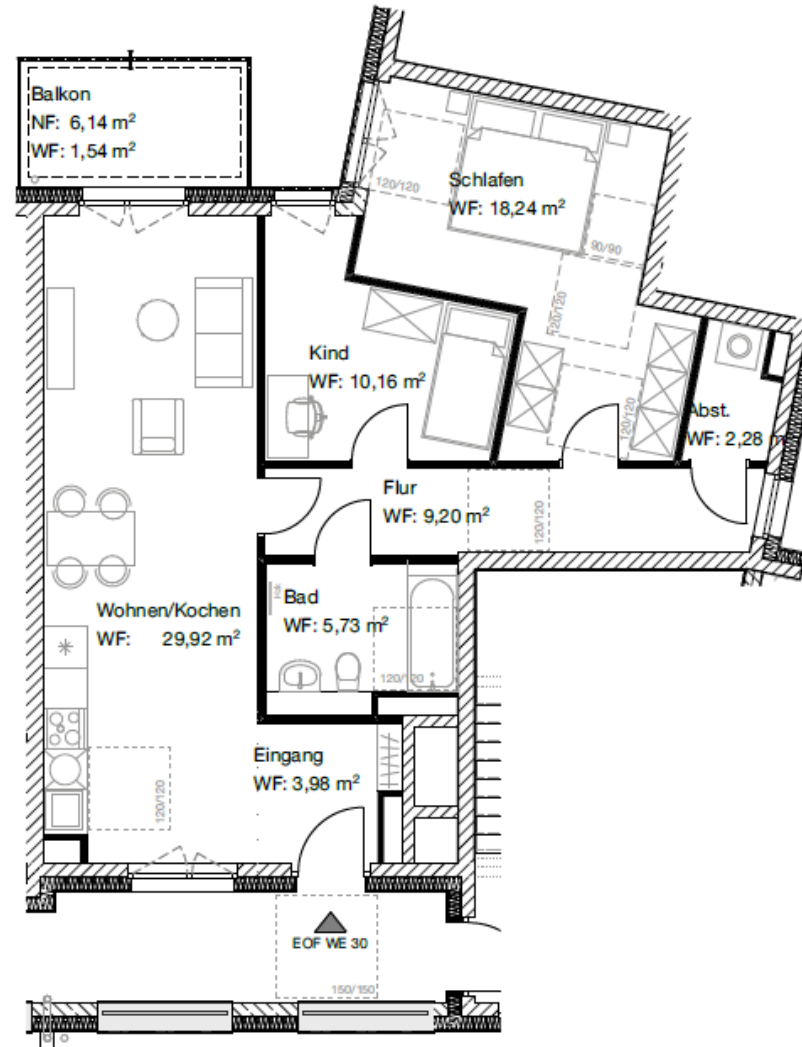 Balkon
NF: 6,14 m²
WF: 1,54 m²
120/120
Schlafen
WF: 18,24 m²
90/90
120/120
Kind
WF: 10,16 m²
120/120
Abst.
WF: 2,28 m
Flur
WF: 9,20 m²
120/120
Bad
WF: 5,73 m²
120/120
Wohnen/Kochen
WF: 29,92 m²
120/120
Eingang
WF: 3,98 m²
EOF WE 30
150/150